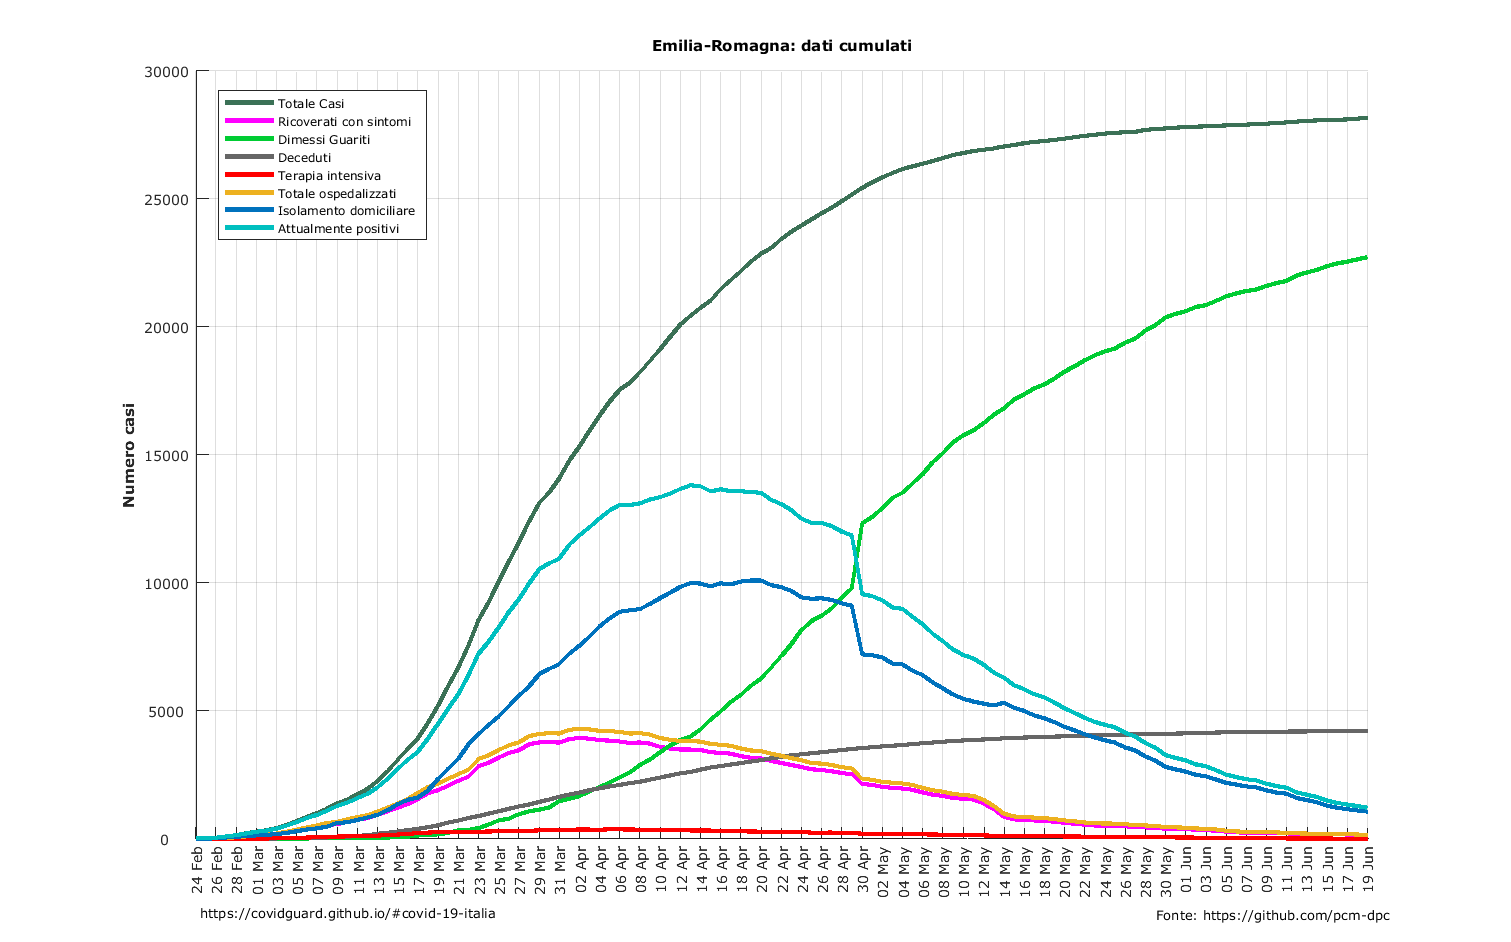 Emilia-Romagna: dati cumulati
30000
25000
20000
15000
10000
5000
0
Numero casi
Totale Casi
Ricoverati con sintomi
Dimessi Guariti
Deceduti
Terapia intensiva
Totale ospedalizzati
Isolamento domiciliare
Attualmente positivi
24 Feb
26 Feb
28 Feb
01 Mar
03 Mar
05 Mar
07 Mar
09 Mar
11 Mar
13 Mar
15 Mar
17 Mar
19 Mar
21 Mar
23 Mar
25 Mar
27 Mar
29 Mar
31 Mar
02 Apr
04 Apr
06 Apr
08 Apr
10 Apr
12 Apr
14 Apr
16 Apr
18 Apr
20 Apr
22 Apr
24 Apr
26 Apr
28 Apr
30 Apr
02 May
04 May
06 May
08 May
10 May
12 May
14 May
16 May
18 May
20 May
22 May
24 May
26 May
28 May
30 May
01 Jun
03 Jun
05 Jun
07 Jun
09 Jun
11 Jun
13 Jun
15 Jun
17 Jun
19 Jun
https://covidguard.github.io/#covid-19-italia
Fonte: https://github.com/pcm-dpc